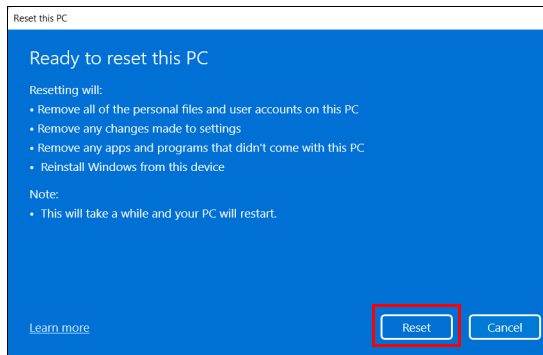 Reset this PC
Ready to reset this PC
Resetting will:
• Remove all of the personal files and user accounts on this PC
• Remove any changes made to settings
• Remove any apps and programs that didn't come with this PC
• Reinstall Windows from this device
Note:
• This will take a while and your PC will restart.
Learn more
Reset
Cancel